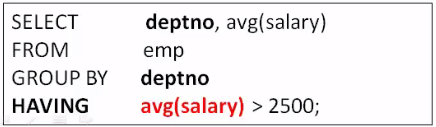 SELECT deptno, avg(salary)
FROM emp
GROUP BY deptno
HAVING avg(salary) > 2500;